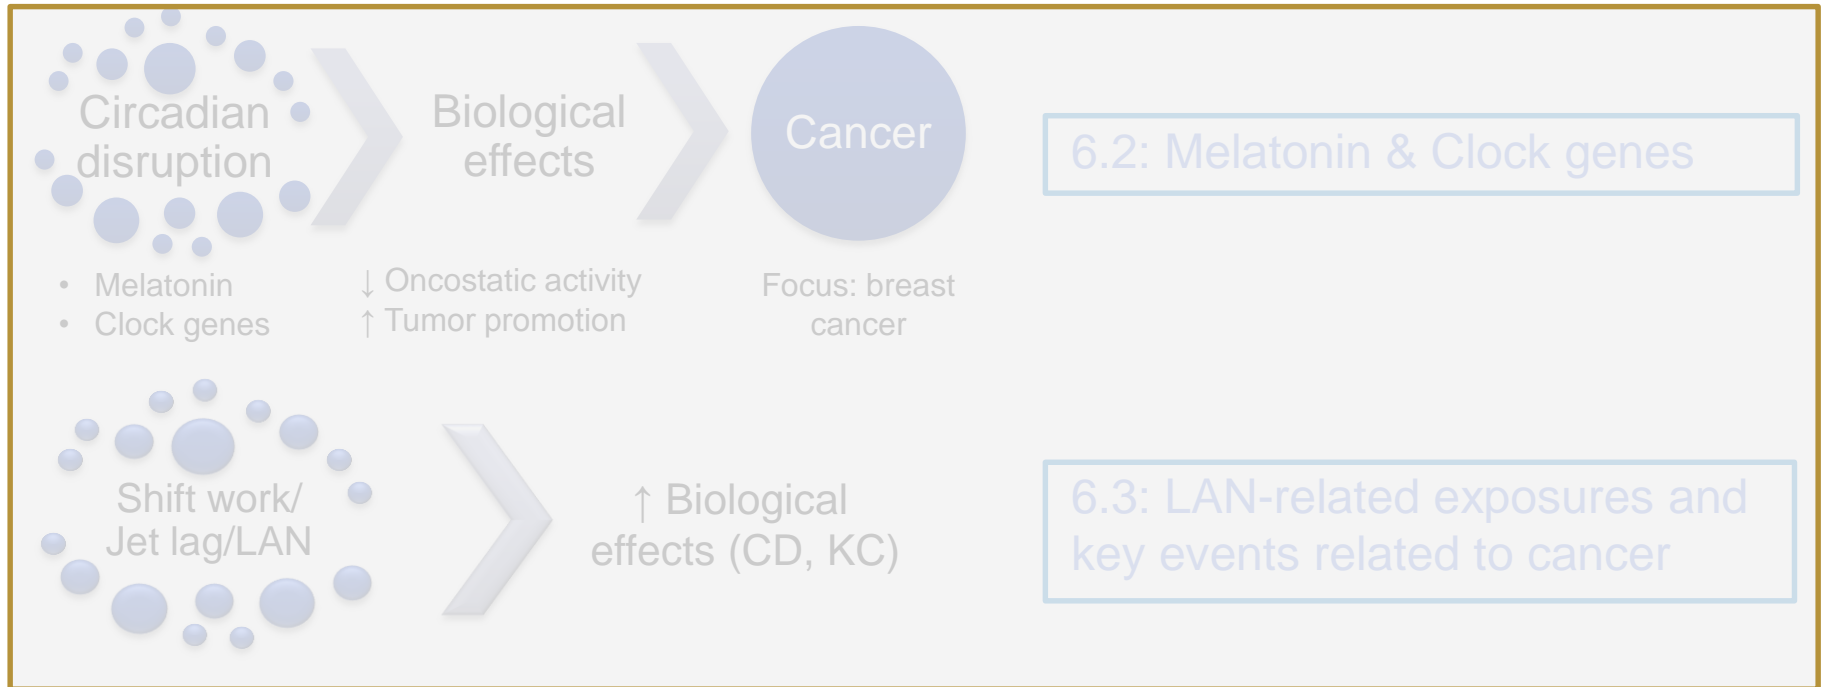 Circadian
disruption
Biological
effects
Cancer
6.2: Melatonin & Clock genes
• Melatonin
• Clock genes
↓ Oncostatic activity
↑ Tumor promotion
Focus: breast
cancer
Shift work/
Jet lag/LAN
↑ Biological
effects (CD, KC)
6.3: LAN-related exposures and
key events related to cancer